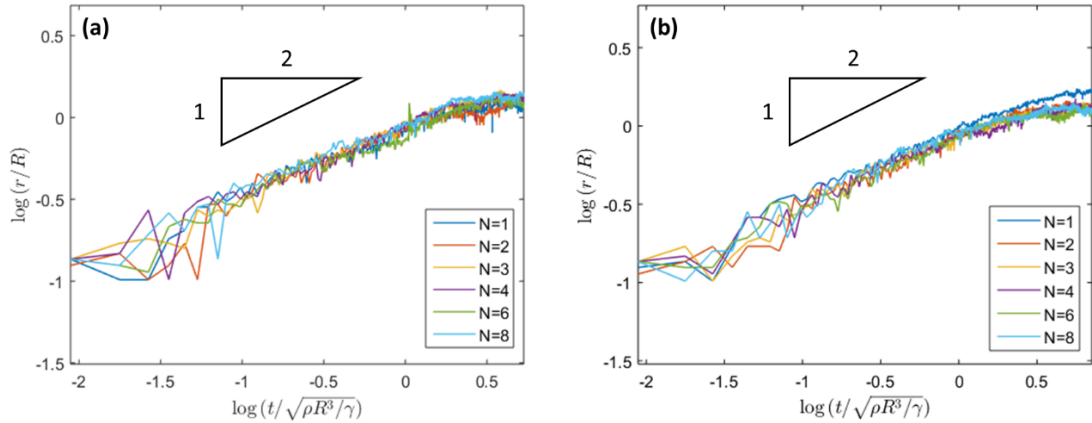 (a)
0.5
0
-0.5
-1
-1.5
log (r/R)
2
1
N=1
N=2
N=3
N=4
N=6
N=8
-2 -1.5 -1 -0.5 0 0.5
log (t/√ρR³/γ)
(b)
0.5
0
-0.5
-1
-1.5
log (r/R)
2
1
N=1
N=2
N=3
N=4
N=6
N=8
-2 -1.5 -1 -0.5 0 0.5
log (t/√ρR³/γ)